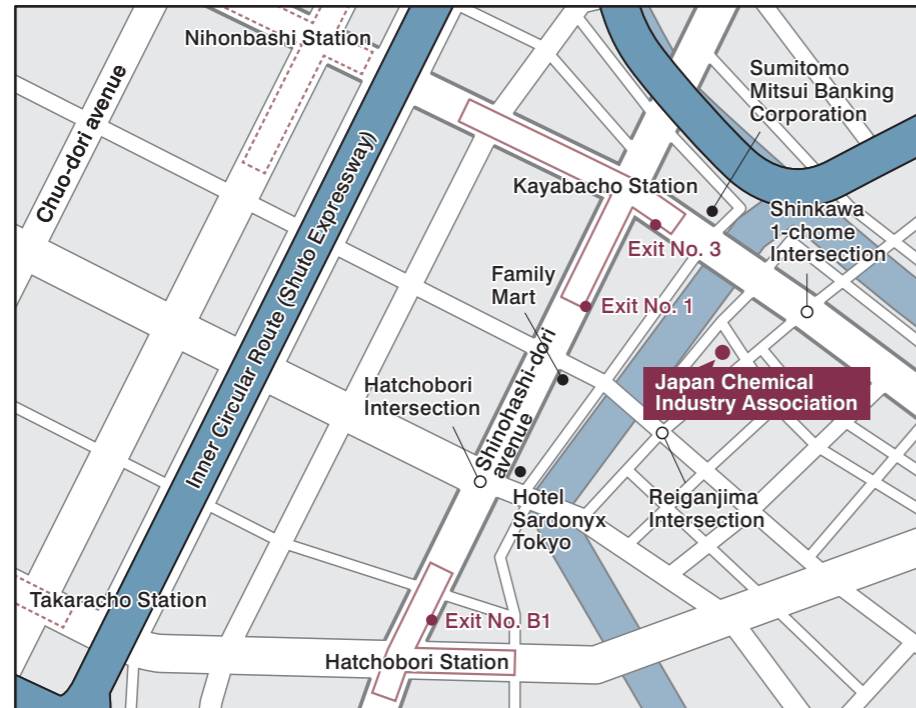 Nihonbashi Station
Chuo-dori avenue
Inner Circular Route (Shuto Expressway)
Sumitomo
Mitsui Banking
Corporation
Kayabacho Station
Shinkawa
1-chome
Intersection
Exit No. 3
Family
Mart
Exit No. 1
Shinohashi-dori
avenue
Hatchobori
Intersection
Japan Chemical
Industry Association
Hotel
Sardonyx
Tokyo
Reiganjima
Intersection
Takaracho Station
Exit No. B1
Hatchobori Station